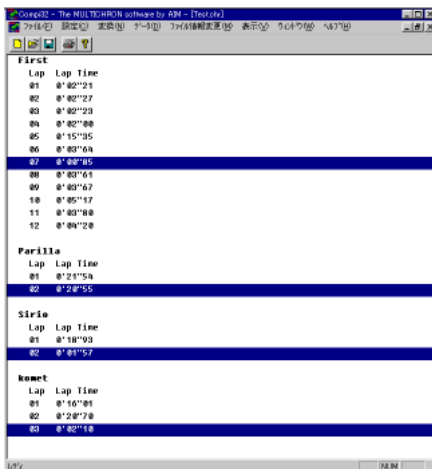 Compi32 - The MULTICHRON software by AIM - [Test.chr]
ファイル(F) 設定(C) 変換(N) データ(D) ファイル情報変更(M) 表示(V) ウィンドウ(W) ヘルプ(H)
First
Lap Lap Time
01 0'02"21
02 0'02"27
03 0'02"23
04 0'02"00
05 0'15"35
06 0'03"64
07 0'00"85
08 0'03"61
09 0'03"67
10 0'05"17
11 0'03"80
12 0'04"20
Parilla
Lap Lap Time
01 0'21"54
02 0'20"55
Sirio
Lap Lap Time
01 0'18"93
02 0'01"57
komet
Lap Lap Time
01 0'16"01
02 0'20"70
03 0'02"10
NUM